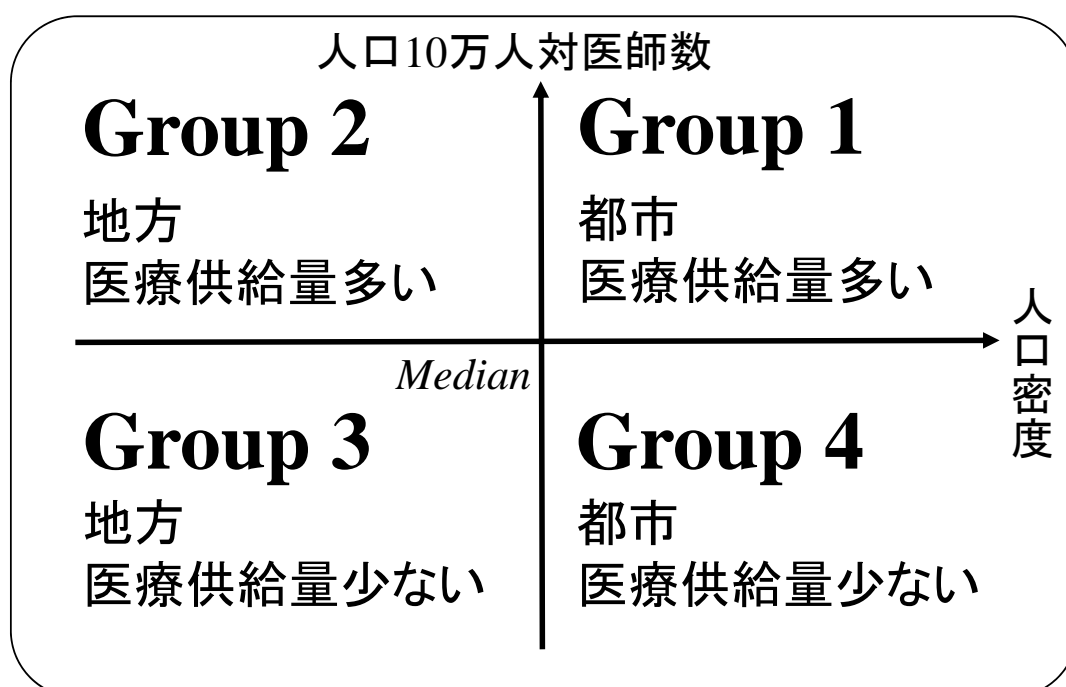 人口10万人対医師数
Group 2
地方
医療供給量多い
Group 1
都市
医療供給量多い
人口密度
Median
Group 3
地方
医療供給量少ない
Group 4
都市
医療供給量少ない